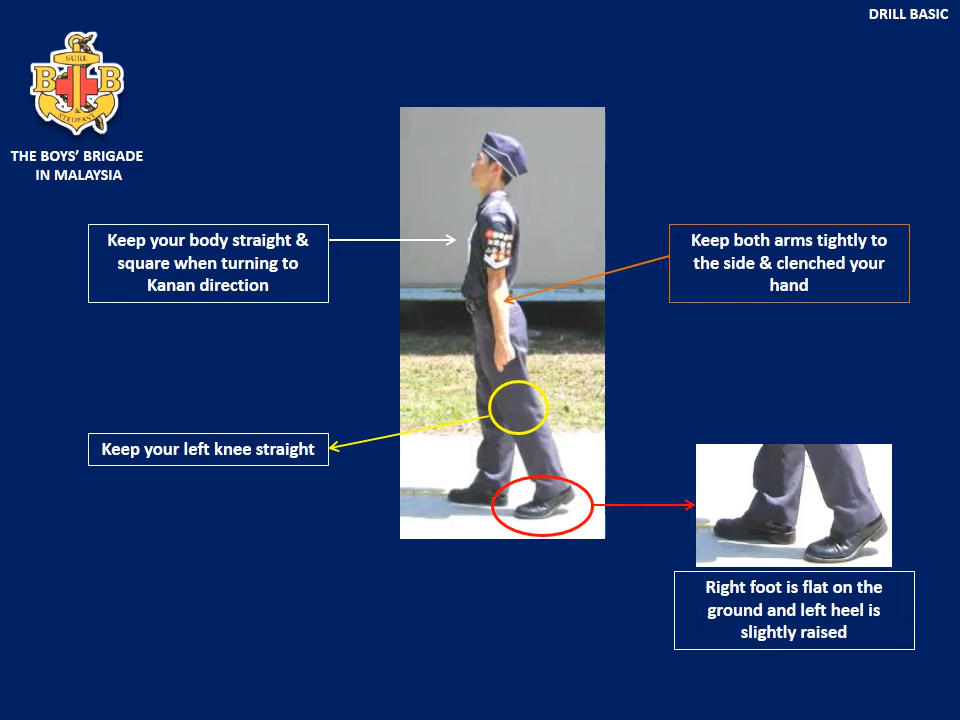 DRILL BASIC
SURE
B B
&
STEDFAST
THE BOYS' BRIGADE
IN MALAYSIA
Keep your body straight &
square when turning to
Kanan direction
Keep both arms tightly to
the side & clenched your
hand
Keep your left knee straight
Right foot is flat on the
ground and left heel is
slightly raised